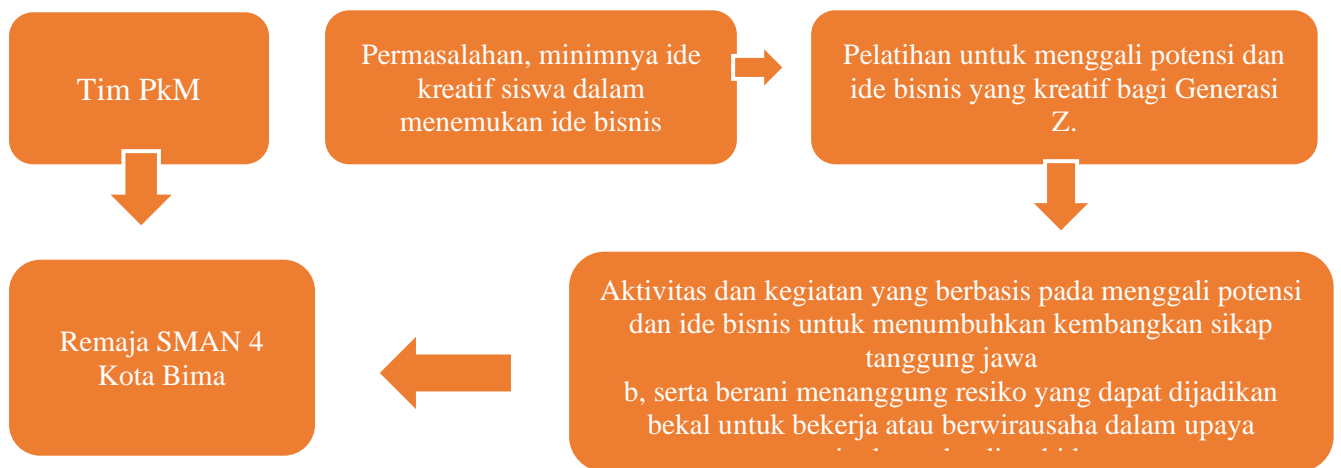 Tim PkM
Permasalahan, minimnya ide
kreatif siswa dalam
menemukan ide bisnis
Pelatihan untuk menggali potensi dan
ide bisnis yang kreatif bagi Generasi
Z.
Remaja SMAN 4
Kota Bima
Aktivitas dan kegiatan yang berbasis pada menggali potensi
dan ide bisnis untuk menumbuhkan kembangkan sikap
tanggung jawa
b, serta berani menanggung resiko yang dapat dijadikan
bekal untuk bekerja atau berwirausaha dalam upaya